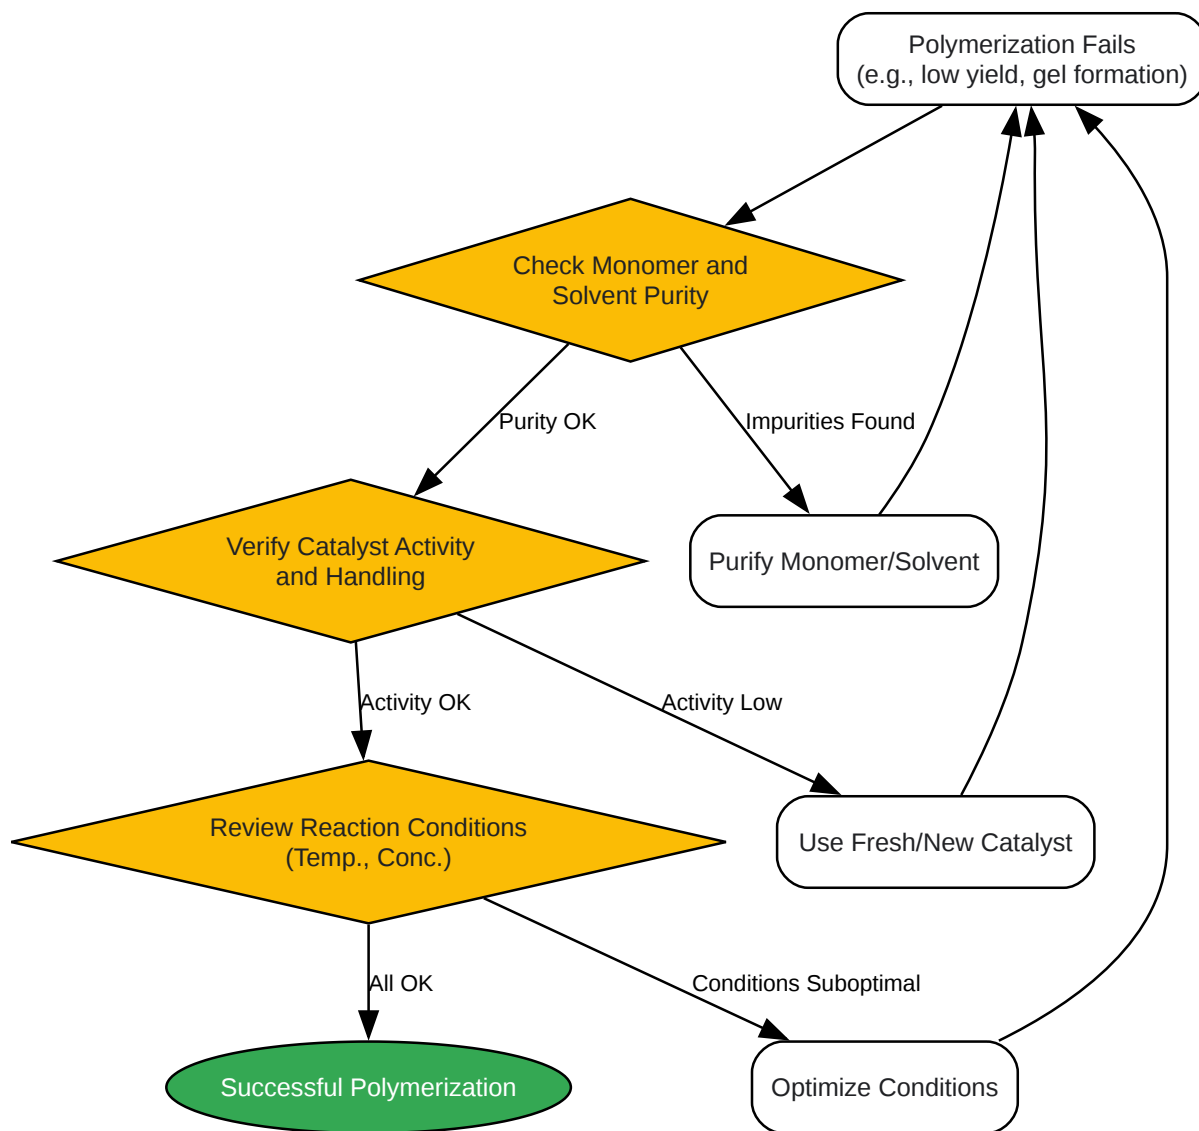 Polymerization Fails
(e.g., low yield, gel formation)
Check Monomer and
Solvent Purity
Purity OK
Impurities Found
Verify Catalyst Activity
and Handling
Purify Monomer/Solvent
Activity OK
Activity Low
Review Reaction Conditions
(Temp., Conc.)
Use Fresh/New Catalyst
All OK
Conditions Suboptimal
Successful Polymerization
Optimize Conditions